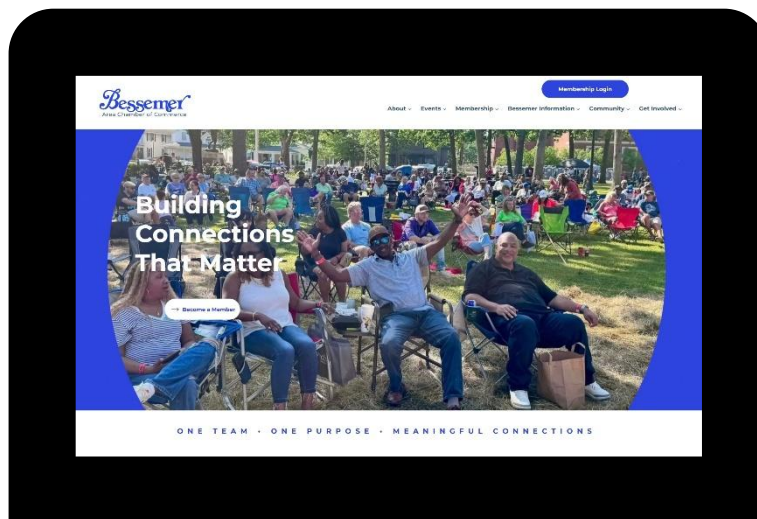 Membership Login
Bessemer
Area Chamber of Commerce
About
Events
Membership
Bessemer Information
Community
Get Involved
Building
Connections
That Matter
Become a Member
ONE TEAM • ONE PURPOSE • MEANINGFUL CONNECTIONS